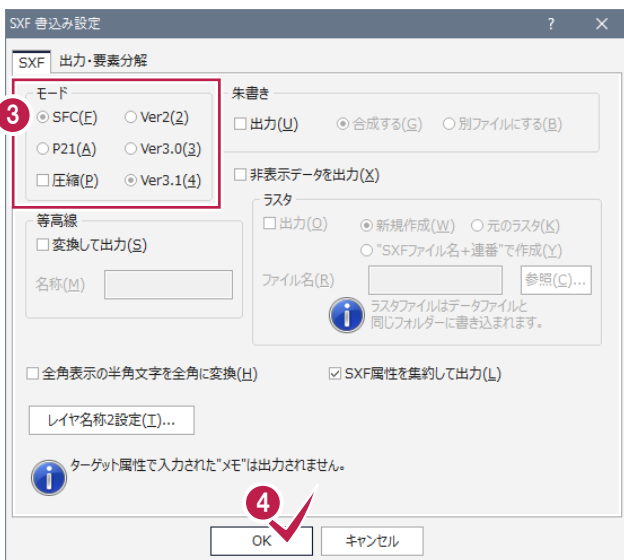 SXF 書込み設定 ? ×
SXF 出力・要素分解
モード
3
SFC(F) Ver2(2)
P21(A) Ver3.0(3)
圧縮(P) Ver3.1(4)
朱書き
出力(U) 合成する(G) 別ファイルにする(B)
非表示データを出力(X)
等高線
変換して出力(S)
名称(M)
ラスタ
出力(O) 新規作成(W) 元のラスタ(K)
"SXFファイル名+連番"で作成(Y)
ファイル名(R) 参照(C)...
ラスタファイルはデータファイルと
同じフォルダーに書き込まれます。
全角表示の半角文字を全角に変換(H) SXF属性を集約して出力(L)
レイヤ名称2設定(T)...
ターゲット属性で入力された"メモ"は出力されません。
4
OK キャンセル